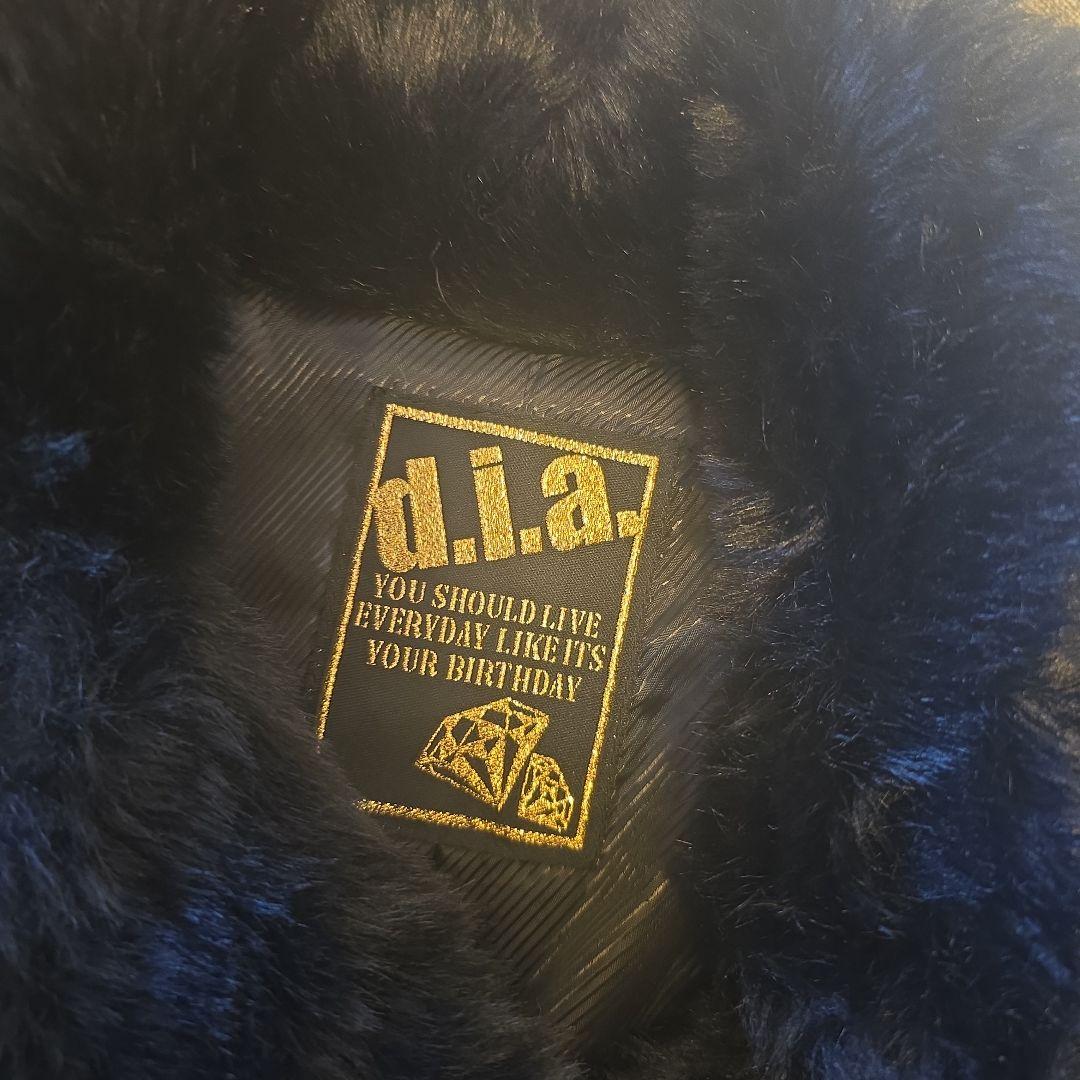 d.i.a.
YOU SHOULD LIVE
EVERYDAY LIKE ITS
YOUR BIRTHDAY